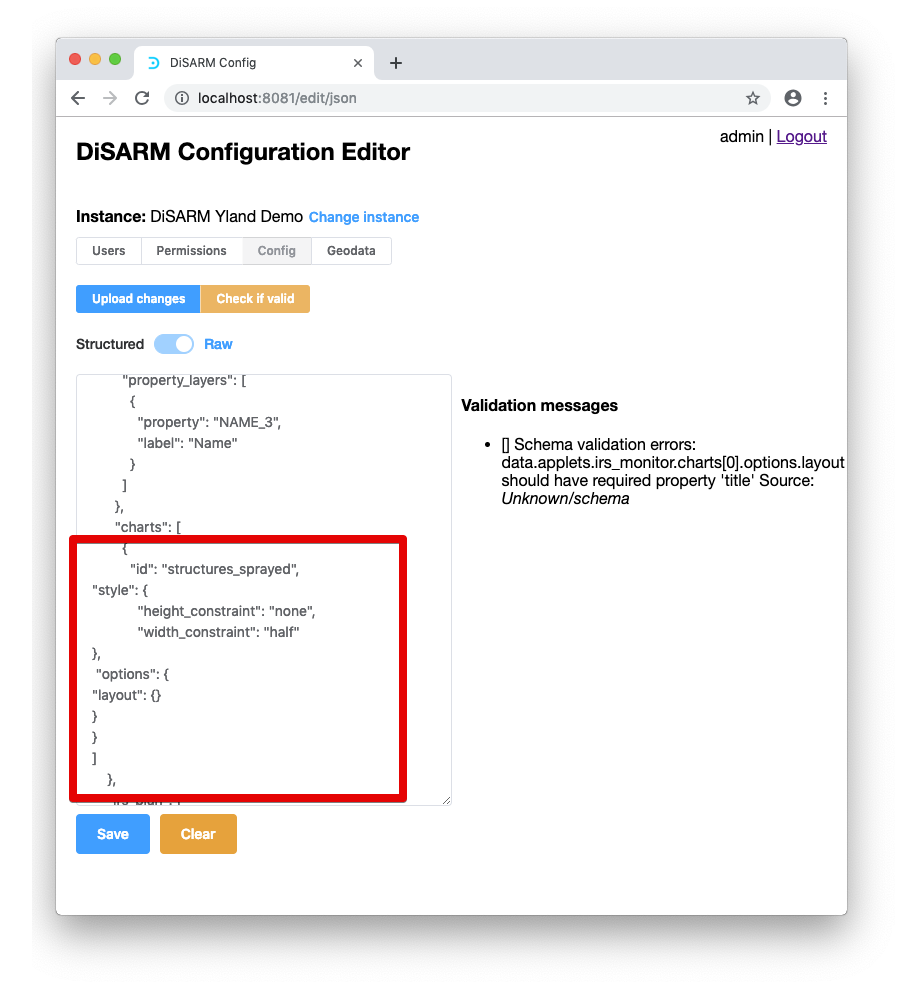 DiSARM Config
localhost:8081/edit/json
admin | Logout
DiSARM Configuration Editor
Instance: DiSARM Yland Demo Change instance
Users Permissions Config Geodata
Upload changes Check if valid
Structured Raw
"property_layers": [
{
"property": "NAME_3",
"label": "Name"
}
]
},
"charts": [
{
"id": "structures_sprayed",
"style": {
"height_constraint": "none",
"width_constraint": "half"
},
"options": {
"layout": {}
}
}
]
},
Save Clear
Validation messages
[] Schema validation errors:
data.applets.irs_monitor.charts[0].options.layout
should have required property 'title' Source:
Unknown/schema